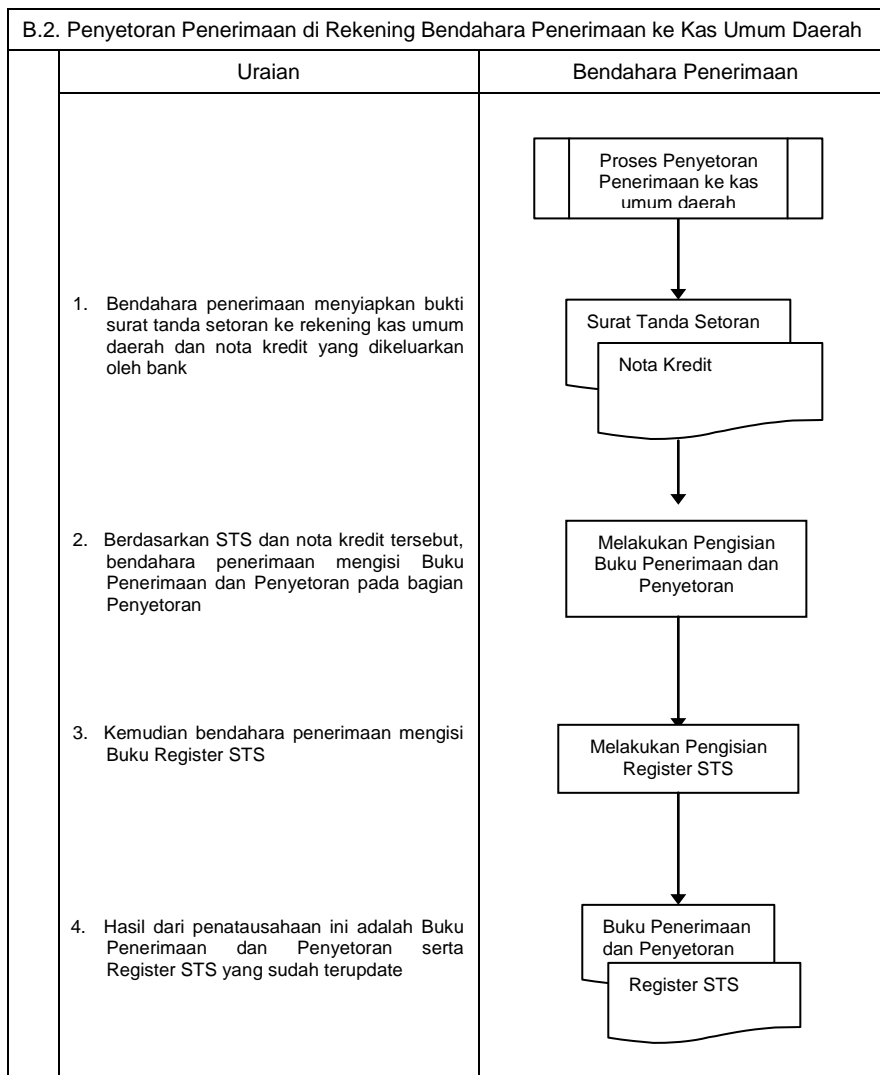 B.2. Penyetoran Penerimaan di Rekening Bendahara Penerimaan ke Kas Umum Daerah
Uraian
Bendahara Penerimaan
Proses Penyetoran
Penerimaan ke kas
umum daerah
1. Bendahara penerimaan menyiapkan bukti
surat tanda setoran ke rekening kas umum
daerah dan nota kredit yang dikeluarkan
oleh bank
Surat Tanda Setoran
Nota Kredit
2. Berdasarkan STS dan nota kredit tersebut,
bendahara penerimaan mengisi Buku
Penerimaan dan Penyetoran pada bagian
Penyetoran
Melakukan Pengisian
Buku Penerimaan dan
Penyetoran
3. Kemudian bendahara penerimaan mengisi
Buku Register STS
Melakukan Pengisian
Register STS
4. Hasil dari penatausahaan ini adalah Buku
Penerimaan dan Penyetoran serta
Register STS yang sudah terupdate
Buku Penerimaan
dan Penyetoran
Register STS